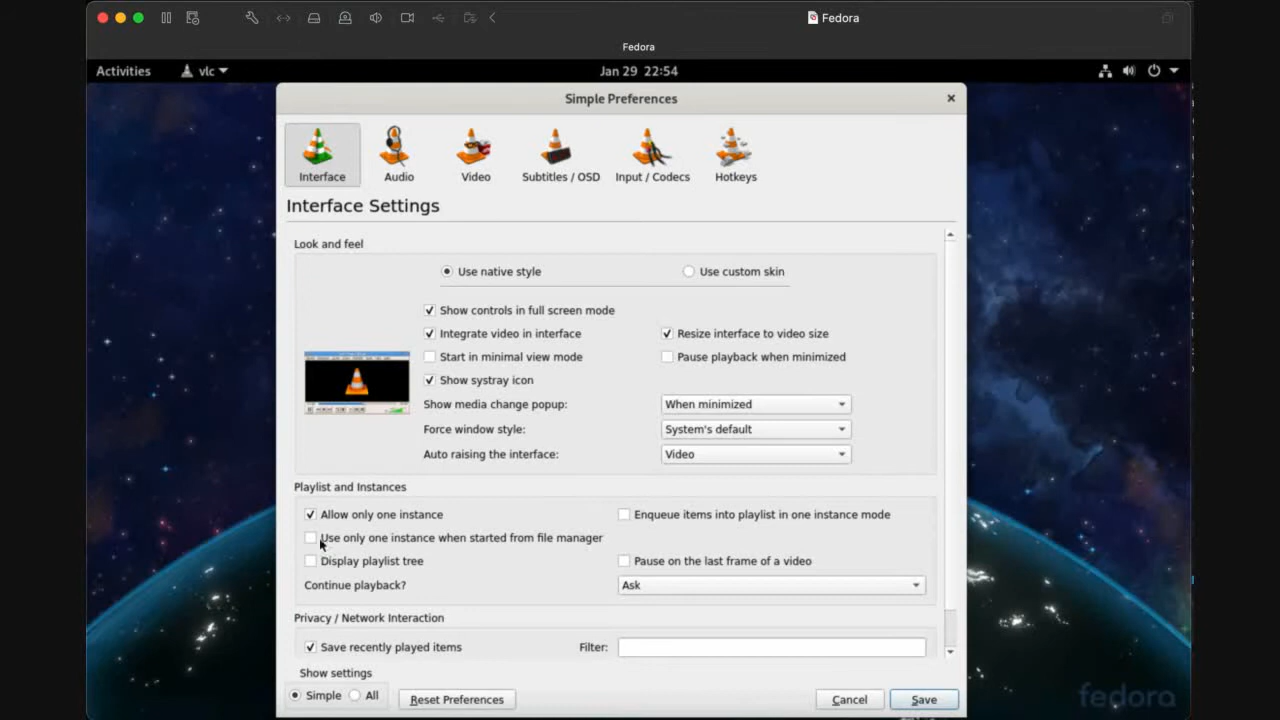 Fedora
Fedora
Activities vlc Jan 29 22:54
Simple Preferences
Interface Audio Video Subtitles / OSD Input / Codecs Hotkeys
Interface Settings
Look and feel
Use native style Use custom skin
Show controls in full screen mode
Integrate video in interface Resize interface to video size
Start in minimal view mode Pause playback when minimized
Show systray icon
Show media change popup: When minimized
Force window style: System's default
Auto raising the interface: Video
Playlist and Instances
Allow only one instance Enqueue items into playlist in one instance mode
Use only one instance when started from file manager
Display playlist tree Pause on the last frame of a video
Continue playback? Ask
Privacy / Network Interaction
Save recently played items Filter:
Show settings
Simple All Reset Preferences Cancel Save
fedora